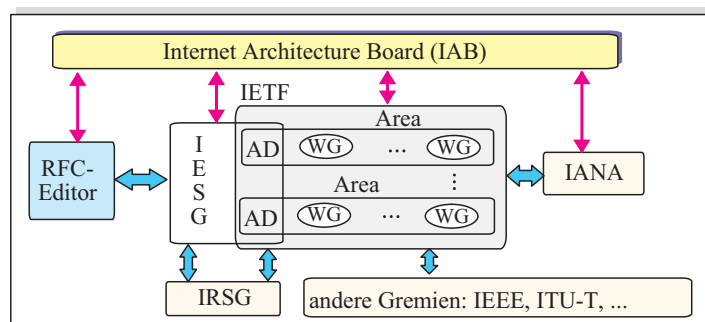 Internet Architecture Board (IAB)
IETF
Area
I
E
S
G
AD WG ... WG
RFC-
Editor
IANA
Area
⋮
AD WG ... WG
IRSG
andere Gremien: IEEE, ITU-T, ...